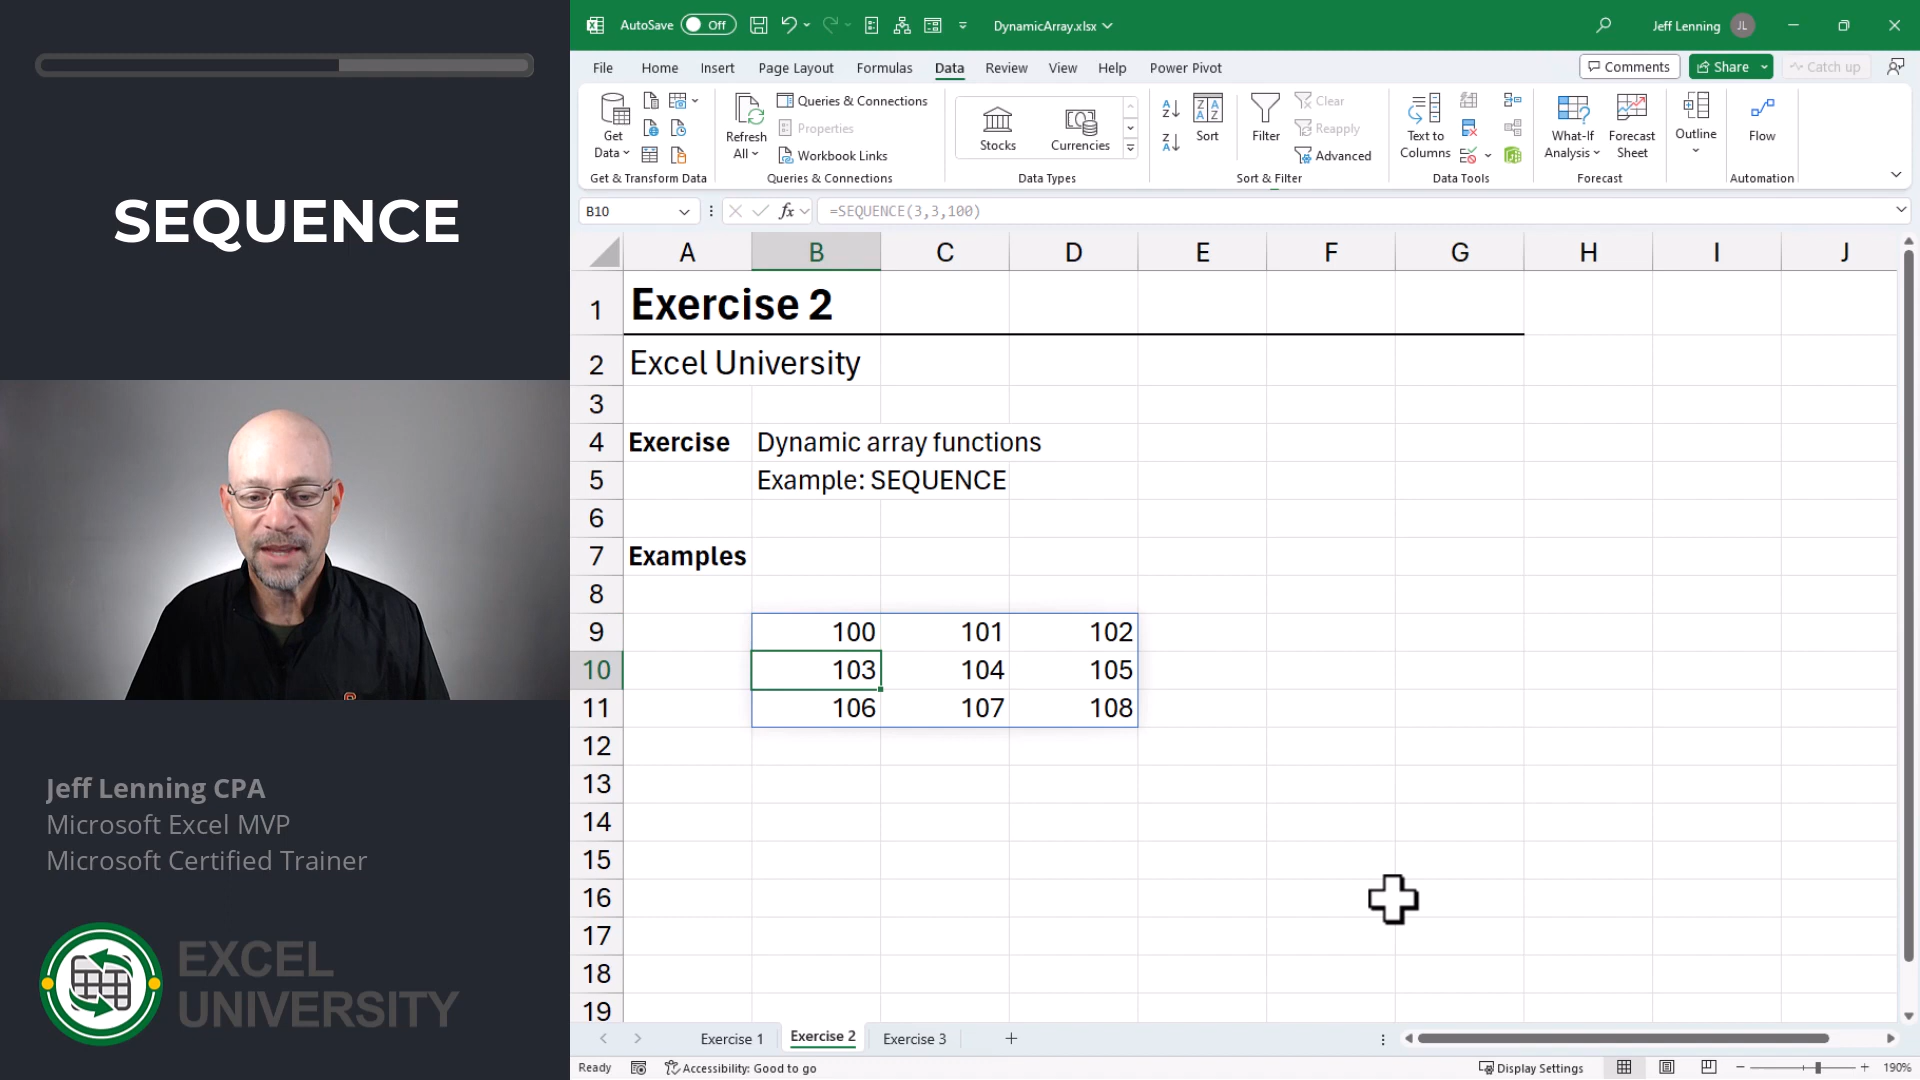 SEQUENCE
Jeff Lenning CPA
Microsoft Excel MVP
Microsoft Certified Trainer
EXCEL
UNIVERSITY
AutoSave Off DynamicArray.xlsx Jeff Lenning JL
File Home Insert Page Layout Formulas Data Review View Help Power Pivot Comments Share Catch up
Get Data
Get & Transform Data
Refresh All
Queries & Connections
Properties
Workbook Links
Queries & Connections
Stocks Currencies
Data Types
Sort Filter
Clear
Reapply
Advanced
Sort & Filter
Text to Columns
Data Tools
What-If Analysis
Forecast Sheet
Forecast
Outline
Flow
Automation
B10 fx =SEQUENCE(3,3,100)
A B C D E F G H I J
1 Exercise 2
2 Excel University
3
4 Exercise Dynamic array functions
5 Example: SEQUENCE
6
7 Examples
8
9 100 101 102
10 103 104 105
11 106 107 108
12
13
14
15
16
17
18
19
Exercise 1 Exercise 2 Exercise 3
Ready Accessibility: Good to go Display Settings 190%